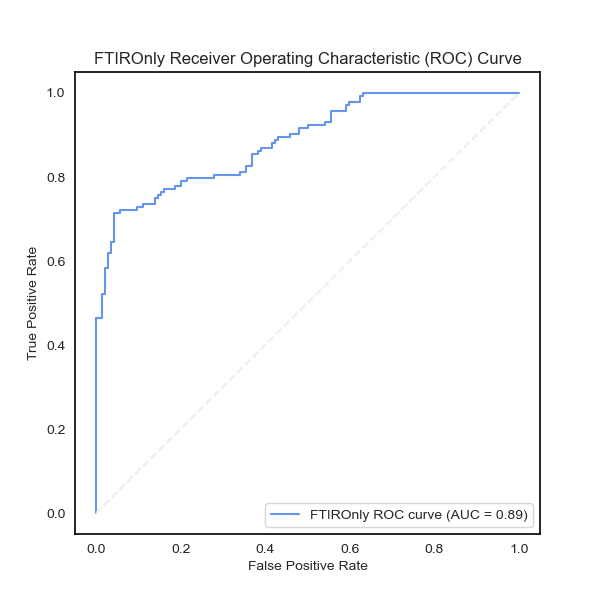 FTIROnly Receiver Operating Characteristic (ROC) Curve
True Positive Rate
1.0
0.8
0.6
0.4
0.2
0.0
0.0 0.2 0.4 0.6 0.8 1.0
False Positive Rate
FTIROnly ROC curve (AUC = 0.89)